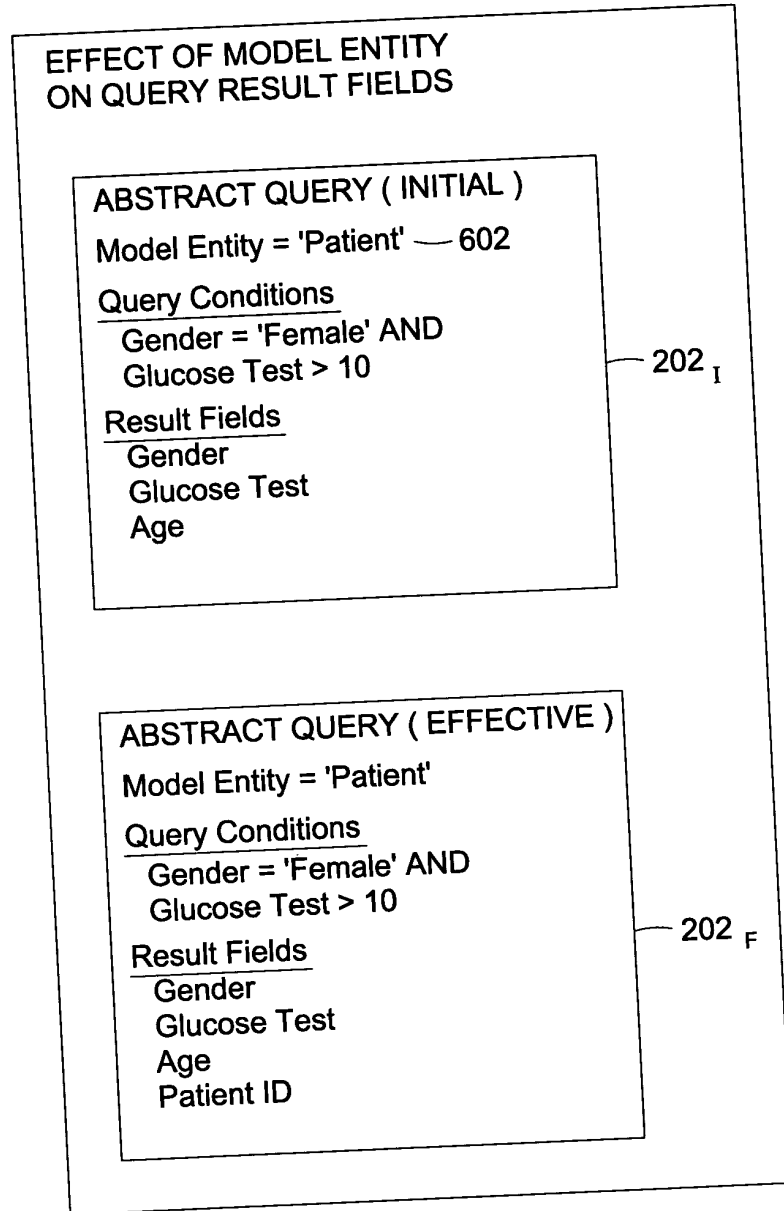 EFFECT OF MODEL ENTITY
ON QUERY RESULT FIELDS
ABSTRACT QUERY ( INITIAL )
Model Entity = 'Patient' — 602
Query Conditions
Gender = 'Female' AND
Glucose Test > 10
202 I
Result Fields
Gender
Glucose Test
Age
ABSTRACT QUERY ( EFFECTIVE )
Model Entity = 'Patient'
Query Conditions
Gender = 'Female' AND
Glucose Test > 10
202 F
Result Fields
Gender
Glucose Test
Age
Patient ID